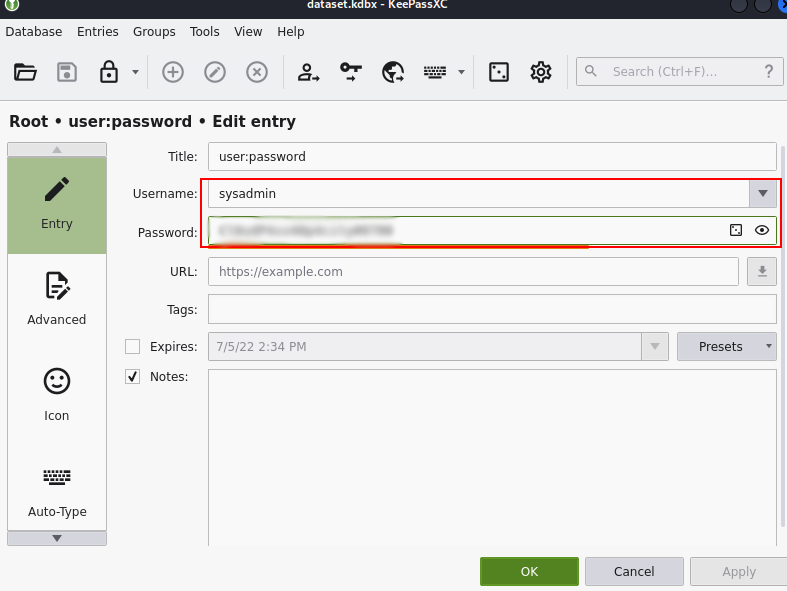 dataset.kdbx - KeePassXC
Database Entries Groups Tools View Help
Search (Ctrl+F)... ?
Root • user:password • Edit entry
Title: user:password
Username: sysadmin
Entry
Password:
URL: https://example.com
Advanced
Tags:
Expires: 7/5/22 2:34 PM Presets
Notes:
Icon
Auto-Type
OK Cancel Apply